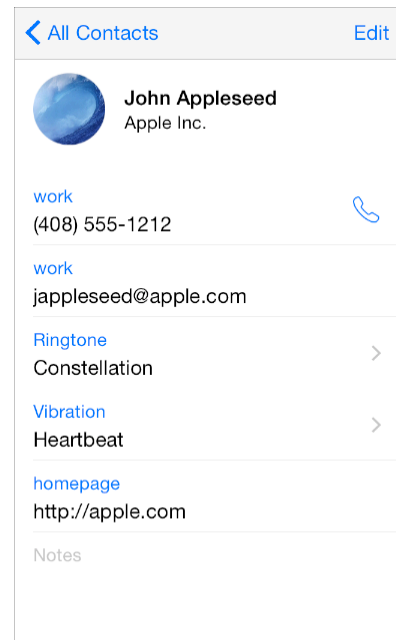 All Contacts Edit
John Appleseed
Apple Inc.
work
(408) 555-1212
work
jappleseed@apple.com
Ringtone
Constellation
Vibration
Heartbeat
homepage
http://apple.com
Notes